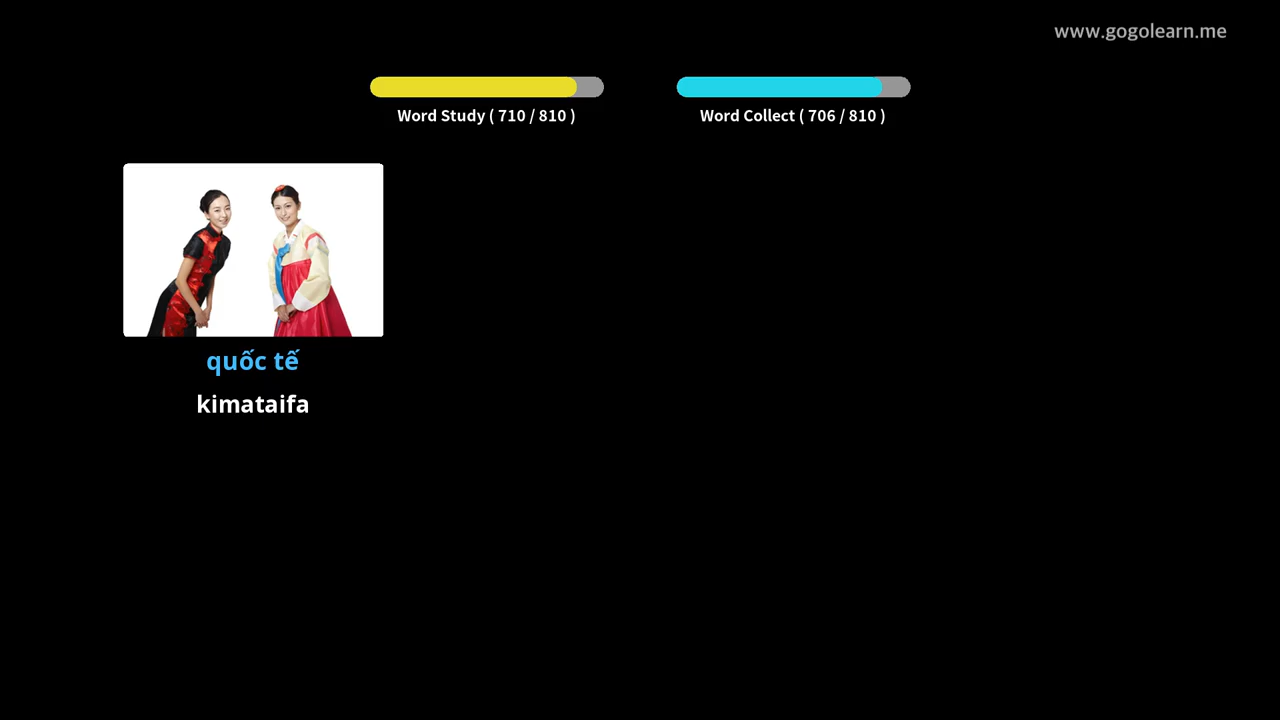 www.gogolearn.me
Word Study ( 710 / 810 )
Word Collect ( 706 / 810 )
quốc tế
kimataifa